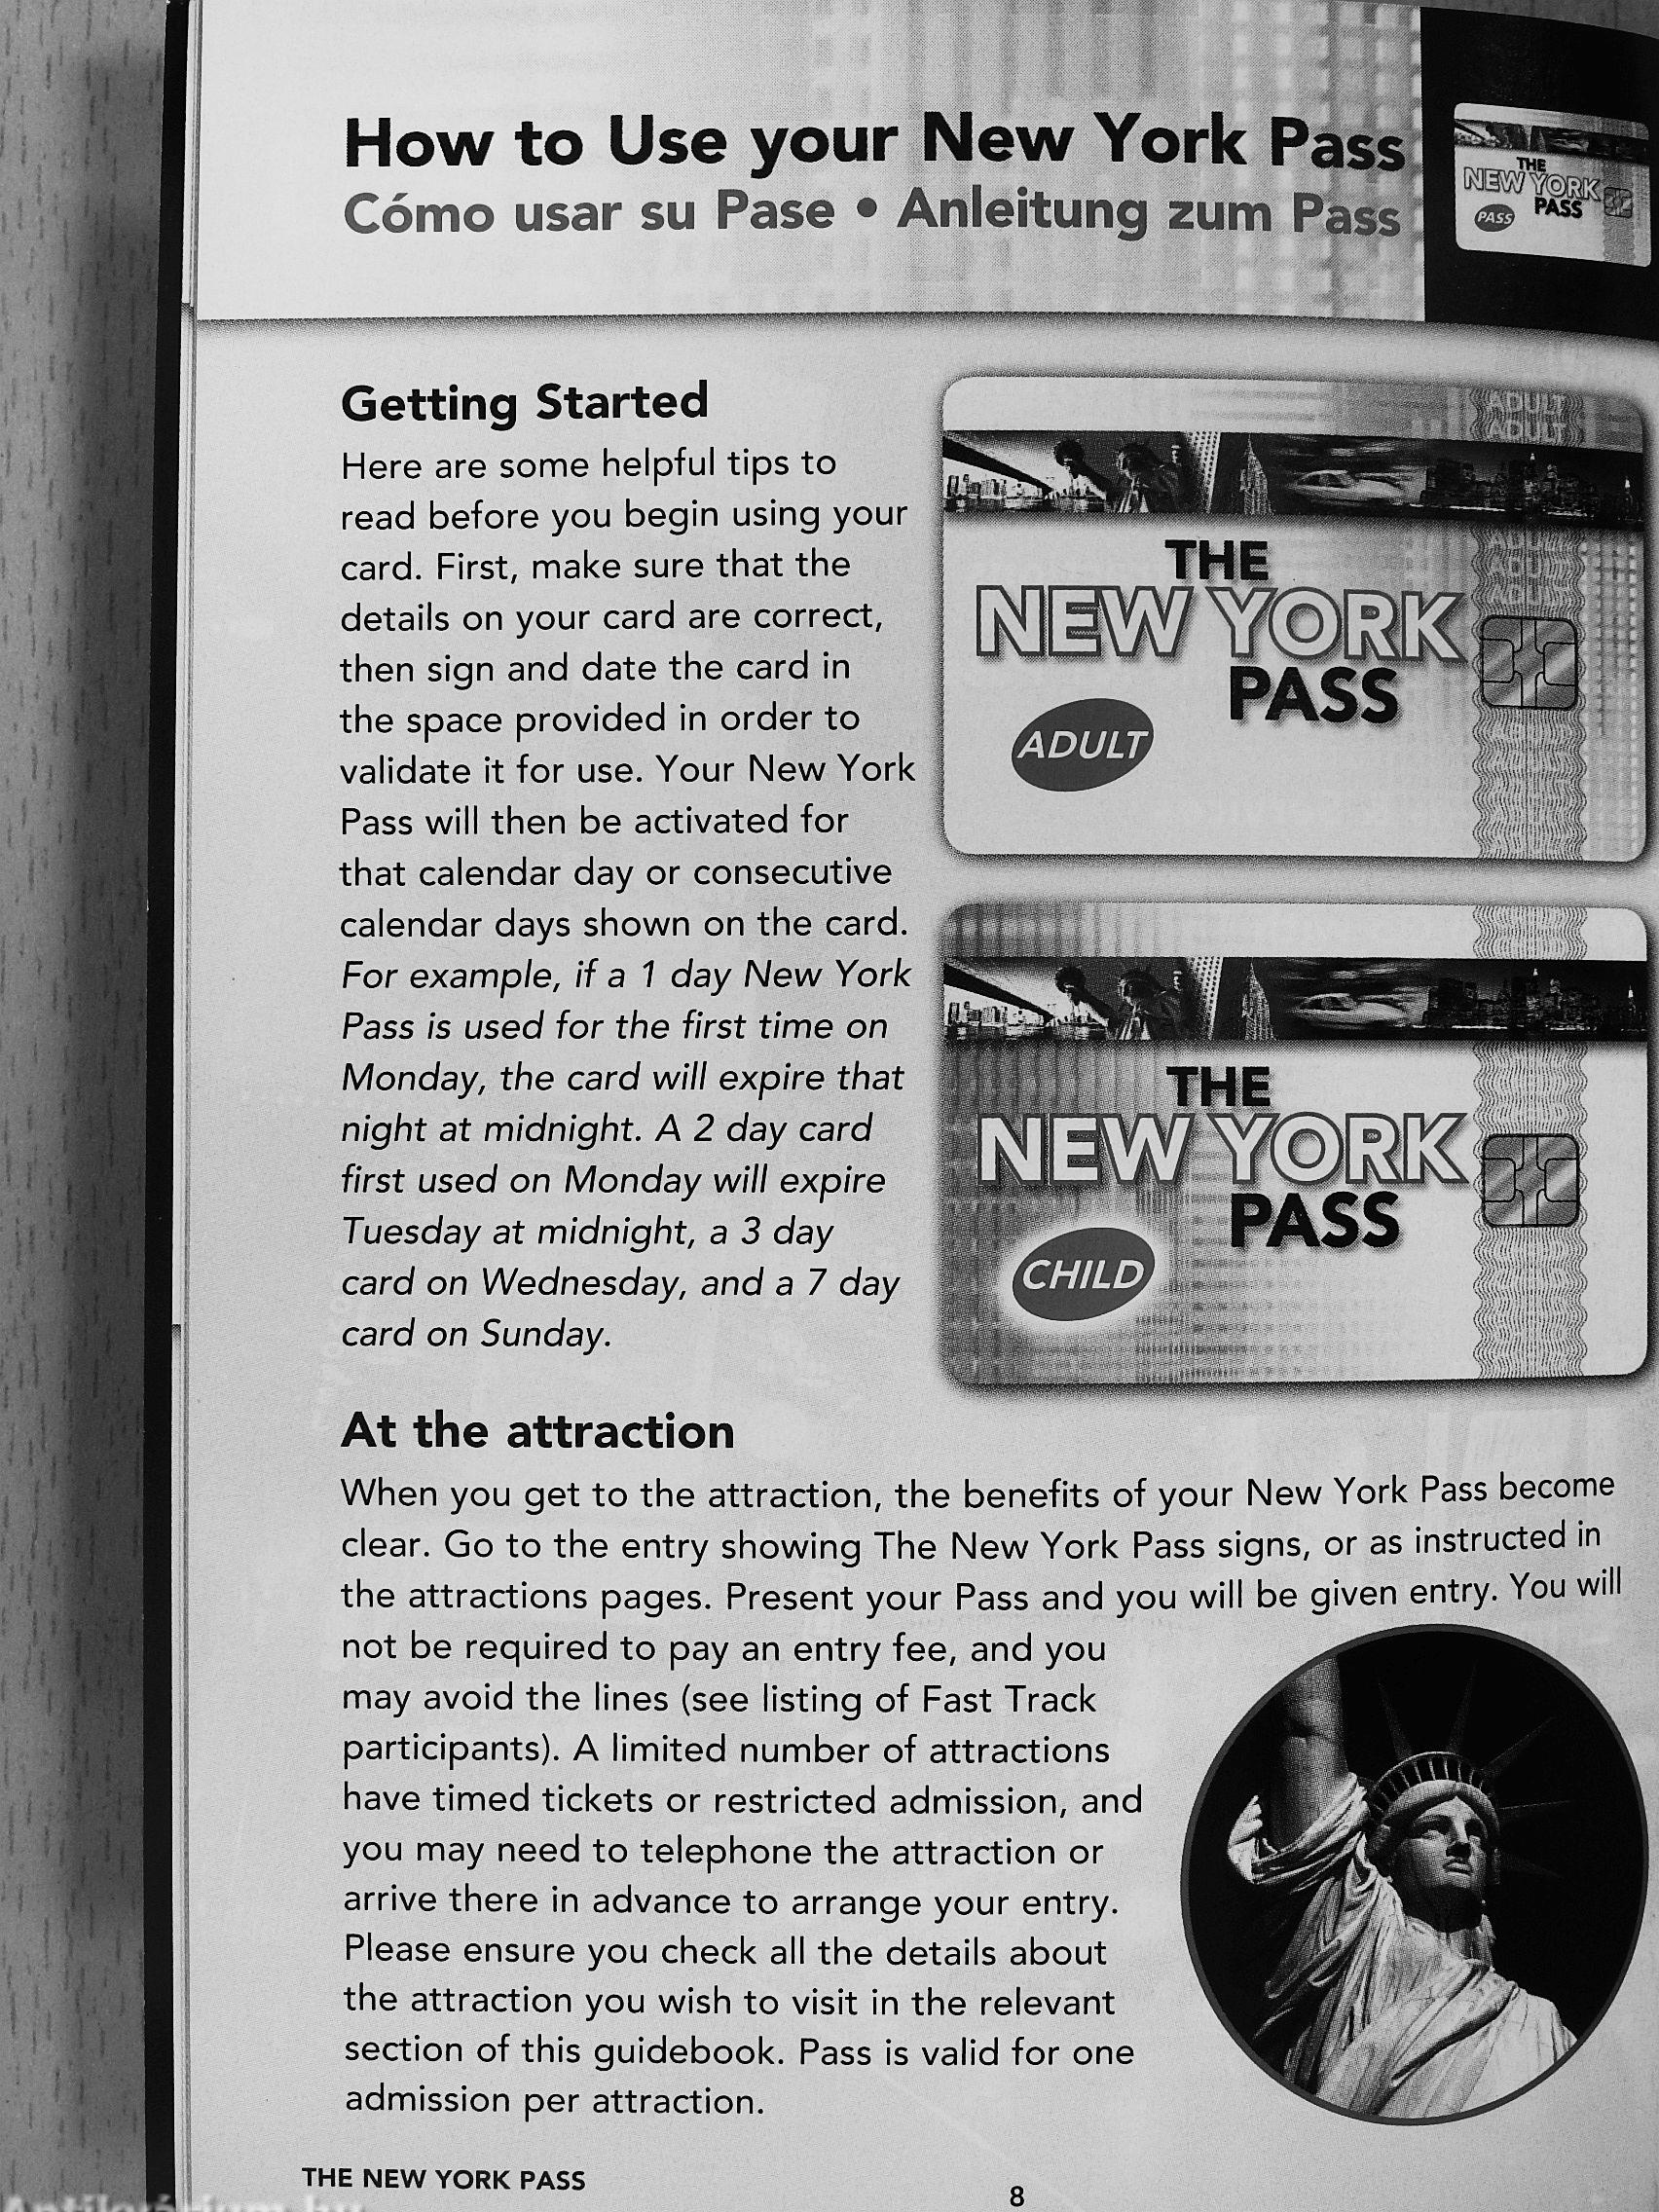 How to Use your New York Pass
Cómo usar su Pase • Anleitung zum Pass
THE
NEW YORK
PASS
PASS
Getting Started
Here are some helpful tips to
read before you begin using your
card. First, make sure that the
details on your card are correct,
then sign and date the card in
the space provided in order to
validate it for use. Your New York
Pass will then be activated for
that calendar day or consecutive
calendar days shown on the card.
For example, if a 1 day New York
Pass is used for the first time on
Monday, the card will expire that
night at midnight. A 2 day card
first used on Monday will expire
Tuesday at midnight, a 3 day
card on Wednesday, and a 7 day
card on Sunday.
ADULT
ADULT
THE
NEW YORK
PASS
ADULT
ADULT
THE
NEW YORK
PASS
CHILD
At the attraction
When you get to the attraction, the benefits of your New York Pass become
clear. Go to the entry showing The New York Pass signs, or as instructed in
the attractions pages. Present your Pass and you will be given entry. You will
not be required to pay an entry fee, and you
may avoid the lines (see listing of Fast Track
participants). A limited number of attractions
have timed tickets or restricted admission, and
you may need to telephone the attraction or
arrive there in advance to arrange your entry.
Please ensure you check all the details about
the attraction you wish to visit in the relevant
section of this guidebook. Pass is valid for one
admission per attraction.
THE NEW YORK PASS
8